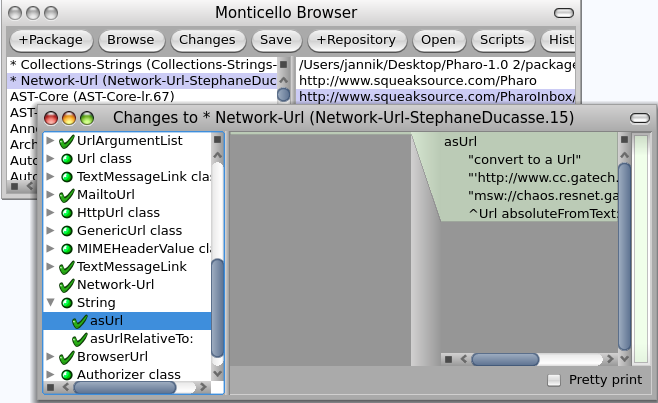 Monticello Browser
+Package Browse Changes Save +Repository Open Scripts Hist
* Collections-Strings (Collections-Strings-
* Network-Url (Network-Url-StephaneDuc
AST-Core (AST-Core-lr.67)
AST-
Anno
Arch
Auto
Auto
/Users/jannik/Desktop/Pharo-1.0 2/package
http://www.squeaksource.com/Pharo
http://www.squeaksource.com/PharoInbox/
Changes to * Network-Url (Network-Url-StephaneDucasse.15)
UrlArgumentList
Url class
TextMessageLink cla
MailtoUrl
HttpUrl class
GenericUrl class
MIMEHeaderValue cl
TextMessageLink
Network-Url
String
asUrl
asUrlRelativeTo:
BrowserUrl
Authorizer class
asUrl
"convert to a Url"
"'http://www.cc.gatech.
"msw://chaos.resnet.ga
^Url absoluteFromText:
Pretty print